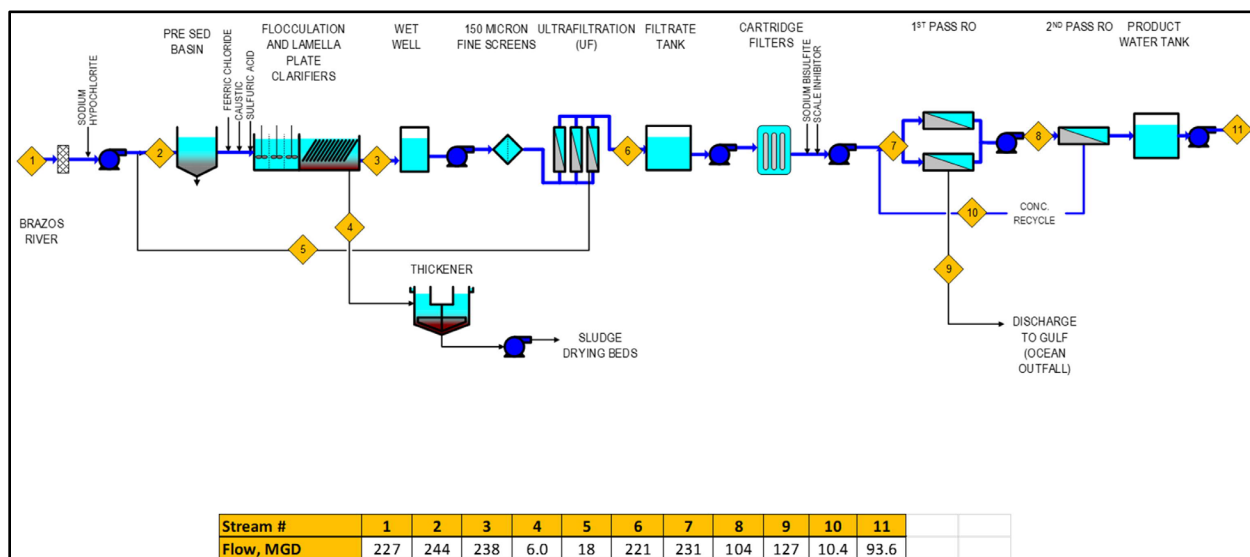 PRE SED
BASIN
FLOCCULATION
AND LAMELLA
PLATE
CLARIFIERS
WET
WELL
150 MICRON
FINE SCREENS
ULTRAFILTRATION
(UF)
FILTRATE
TANK
CARTRIDGE
FILTERS
1ST PASS RO
2ND PASS RO
PRODUCT
WATER TANK
SODIUM
HYPOCHLORITE
FERRIC CHLORIDE
CAUSTIC
SULFURIC ACID
SODIUM BISULFITE
SCALE INHIBITOR
1
2
3
6
7
8
11
BRAZOS
RIVER
4
5
10
CONC.
RECYCLE
9
THICKENER
SLUDGE
DRYING BEDS
DISCHARGE
TO GULF
(OCEAN
OUTFALL)
Stream # 1 2 3 4 5 6 7 8 9 10 11
Flow, MGD 227 244 238 6.0 18 221 231 104 127 10.4 93.6